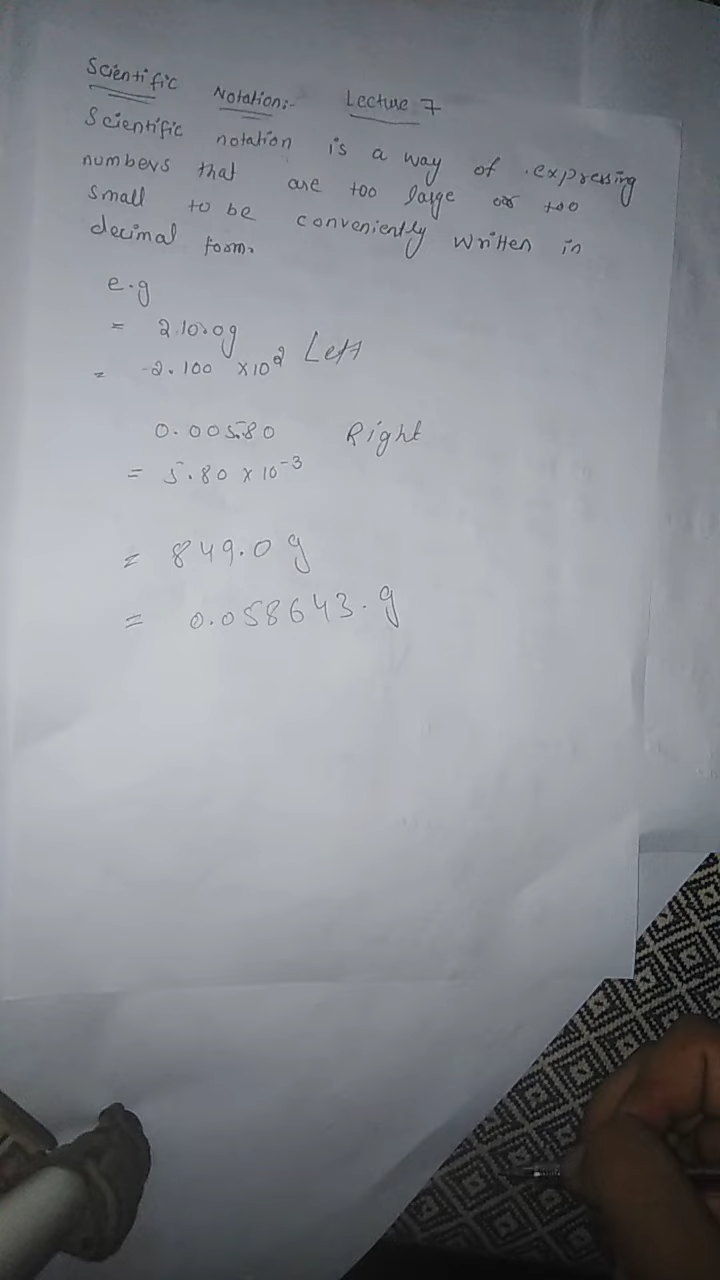 Scientific Notation:- Lecture 7
Scientific notation is a way of expressing
numbers that are too large or too
small to be conveniently written in
decimal form.
e.g
= 210.0g Left
= 2.100 x10²
0.00580 Right
= 5.80 x 10⁻³
= 849.0 g
= 0.058643.g